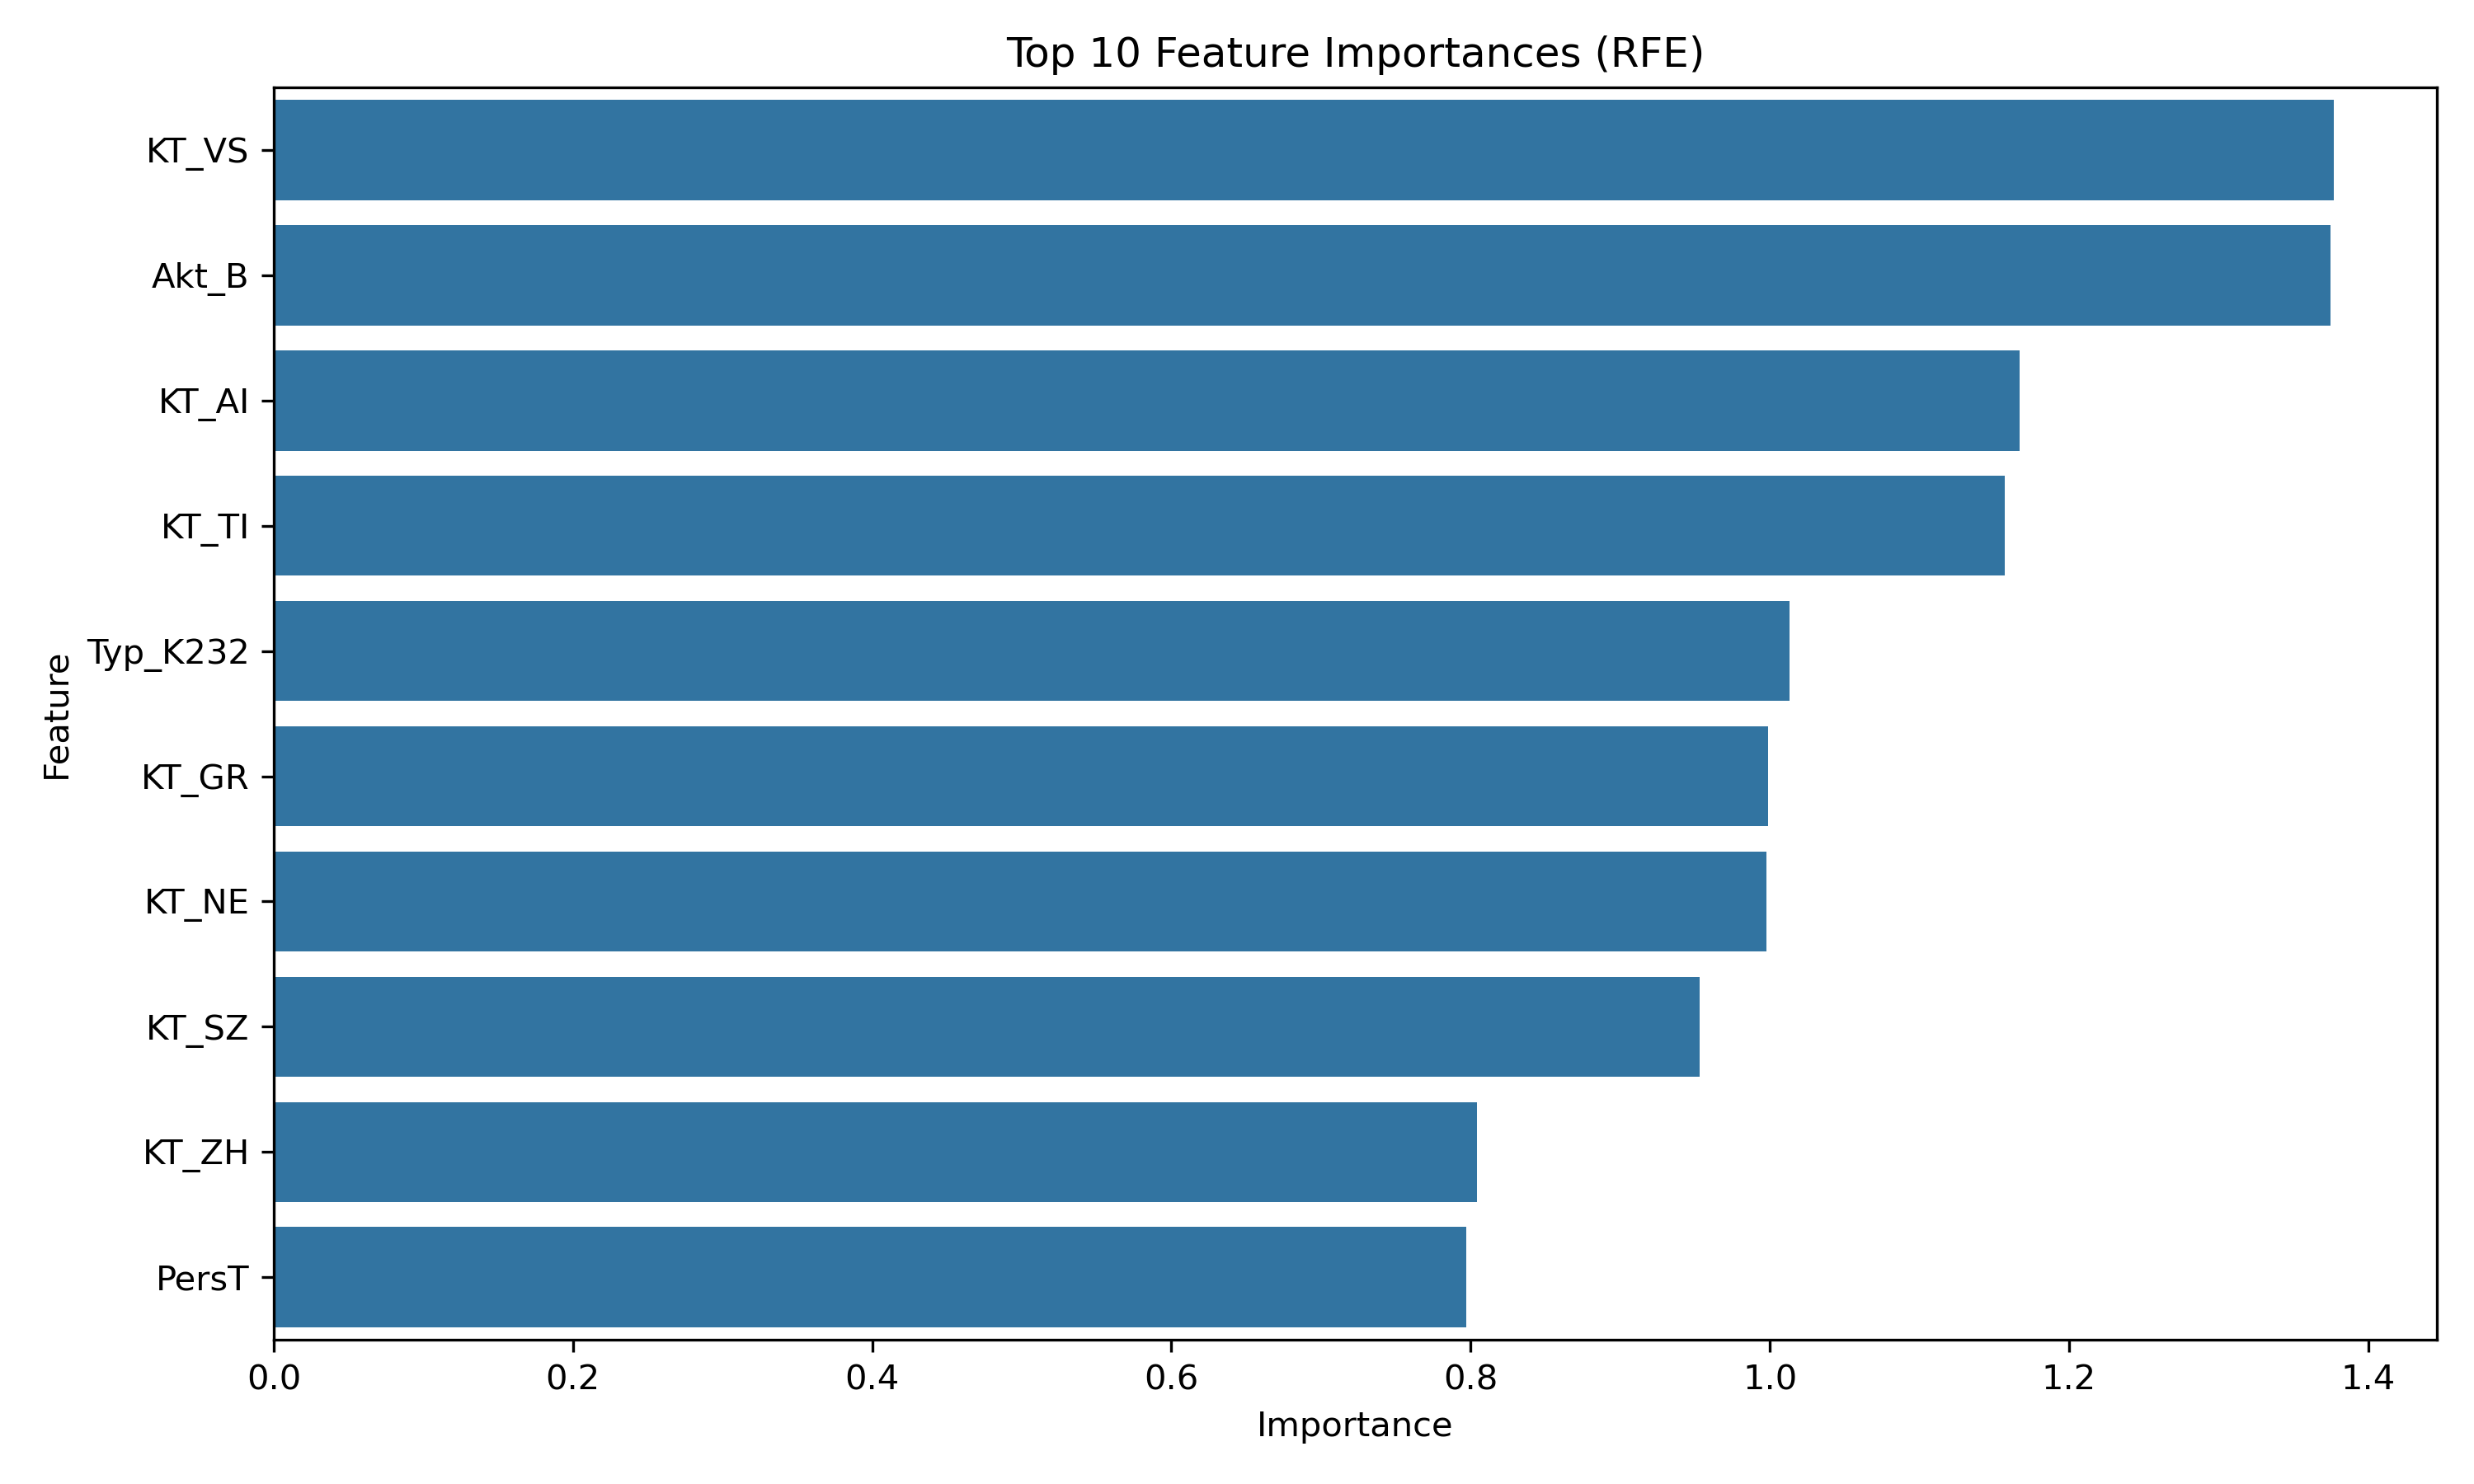 Top 10 Feature Importances (RFE)
KT_VS
Akt_B
KT_AI
KT_TI
Typ_K232
KT_GR
KT_NE
KT_SZ
KT_ZH
PersT
Feature
0.0 0.2 0.4 0.6 0.8 1.0 1.2 1.4
Importance